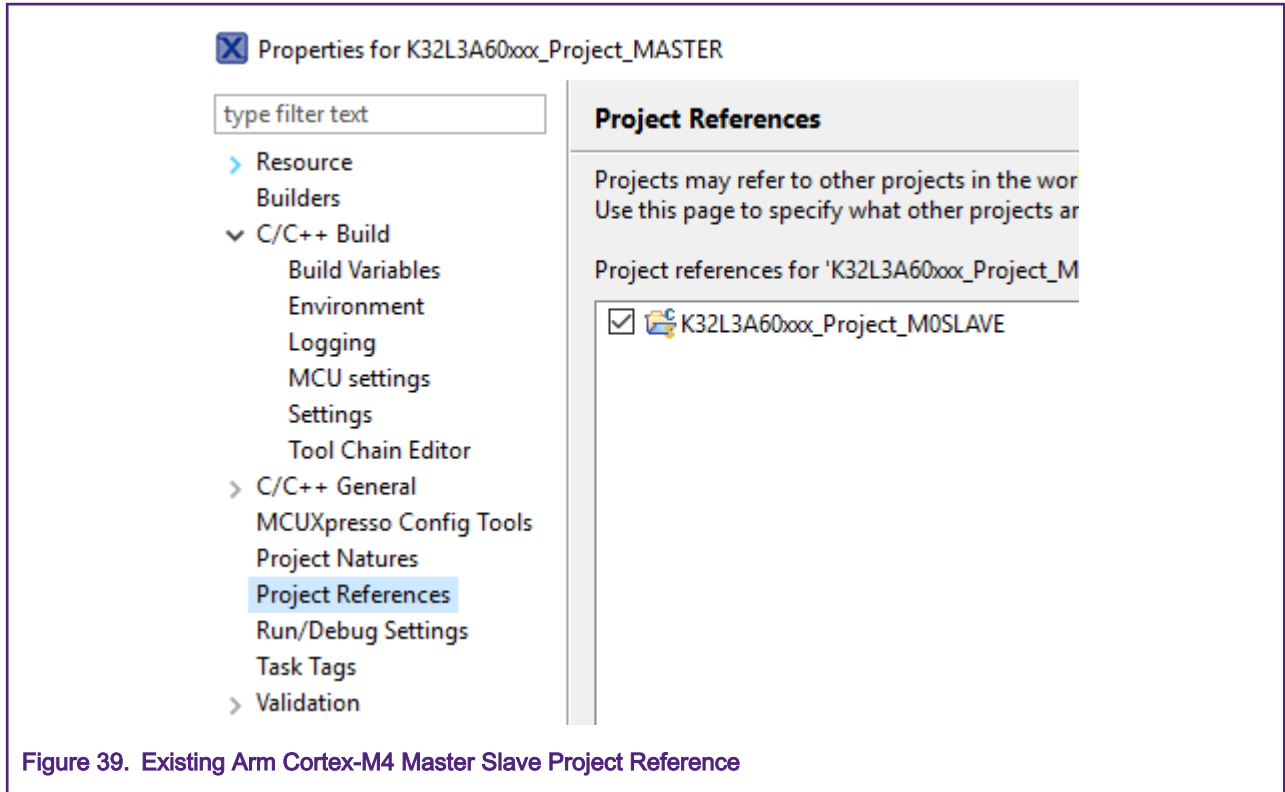 Properties for K32L3A60xxx_Project_MASTER
type filter text
Resource
Builders
C/C++ Build
Build Variables
Environment
Logging
MCU settings
Settings
Tool Chain Editor
C/C++ General
MCUXpresso Config Tools
Project Natures
Project References
Run/Debug Settings
Task Tags
Validation
Project References
Projects may refer to other projects in the wor
Use this page to specify what other projects ar
Project references for 'K32L3A60xxx_Project_M
K32L3A60xxx_Project_M0SLAVE
Figure 39. Existing Arm Cortex-M4 Master Slave Project Reference